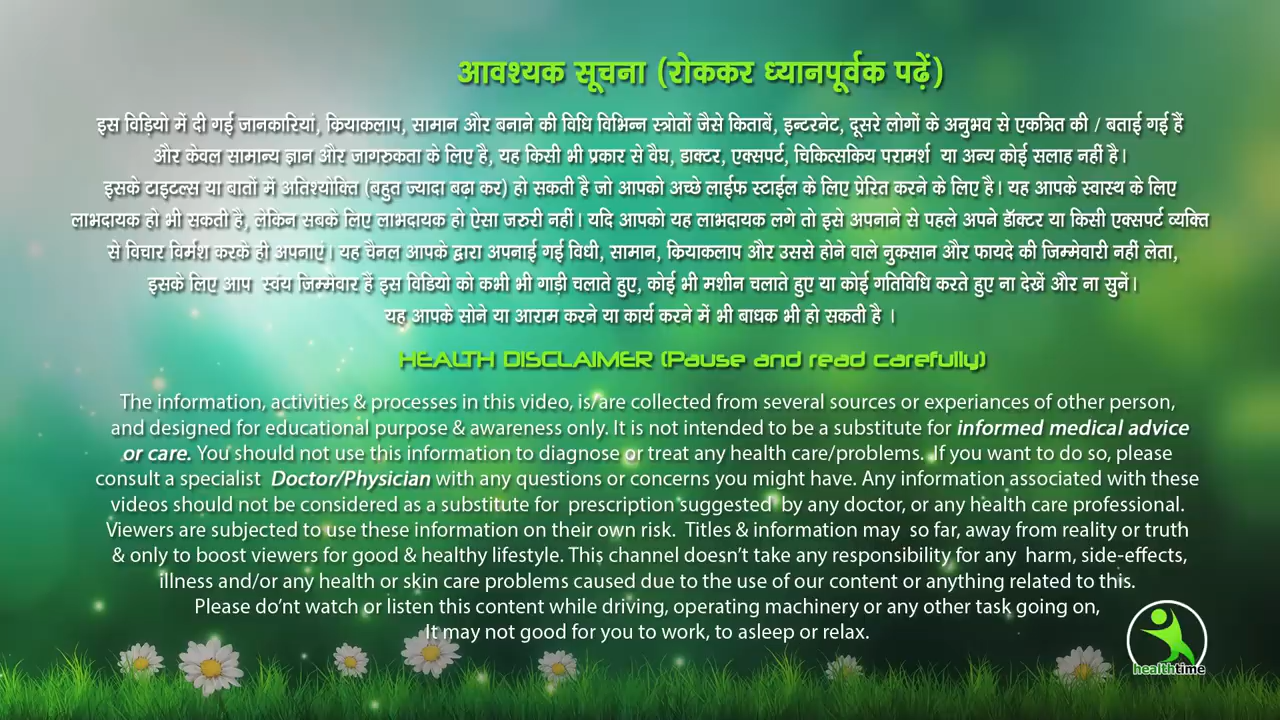 आवश्यक सूचना (रोककर ध्यानपूर्वक पढ़ें)
इस विड़ियो में दी गई जानकारियां, क्रियाकलाप, सामान और बनाने की विधि विभिन्न स्त्रोतों जैसे किताबें, इन्टरनेट, दूसरे लोगों के अनुभव से एकत्रित की / बताई गई हैं
और केवल सामान्य ज्ञान और जागरुकता के लिए है, यह किसी भी प्रकार से वैघ, डाक्टर, एक्सपर्ट, चिकित्सकिय परामर्श या अन्य कोई सलाह नहीं है।
इसके टाइटल्स या बातों में अतिश्योक्ति (बहुत ज्यादा बढ़ा कर) हो सकती है जो आपको अच्छे लाईफ स्टाईल के लिए प्रेरित करने के लिए है। यह आपके स्वास्थ के लिए
लाभदायक हो भी सकती है, लेकिन सबके लिए लाभदायक हो ऐसा जरुरी नहीं। यदि आपको यह लाभदायक लगे तो इसे अपनाने से पहले अपने डॉक्टर या किसी एक्सपर्ट व्यक्ति
से विचार विर्मश करके ही अपनाएं। यह चैनल आपके द्वारा अपनाई गई विधी, सामान, क्रियाकलाप और उससे होने वाले नुकसान और फायदे की जिम्मेवारी नहीं लेता,
इसके लिए आप स्वंय जिम्मेवार हैं इस विडियो को कभी भी गाड़ी चलाते हुए, कोई भी मशीन चलाते हुए या कोई गतिविधि करते हुए ना देखें और ना सुनें।
यह आपके सोने या आराम करने या कार्य करने में भी बाधक भी हो सकती है ।
HEALTH DISCLAIMER (Pause and read carefully)
The information, activities & processes in this video, is/are collected from several sources or experiances of other person,
and designed for educational purpose & awareness only. It is not intended to be a substitute for informed medical advice
or care. You should not use this information to diagnose or treat any health care/problems. If you want to do so, please
consult a specialist Doctor/Physician with any questions or concerns you might have. Any information associated with these
videos should not be considered as a substitute for prescription suggested by any doctor, or any health care professional.
Viewers are subjected to use these information on their own risk. Titles & information may so far, away from reality or truth
& only to boost viewers for good & healthy lifestyle. This channel doesn't take any responsibility for any harm, side-effects,
illness and/or any health or skin care problems caused due to the use of our content or anything related to this.
Please do'nt watch or listen this content while driving, operating machinery or any other task going on,
It may not good for you to work, to asleep or relax.
healthtime